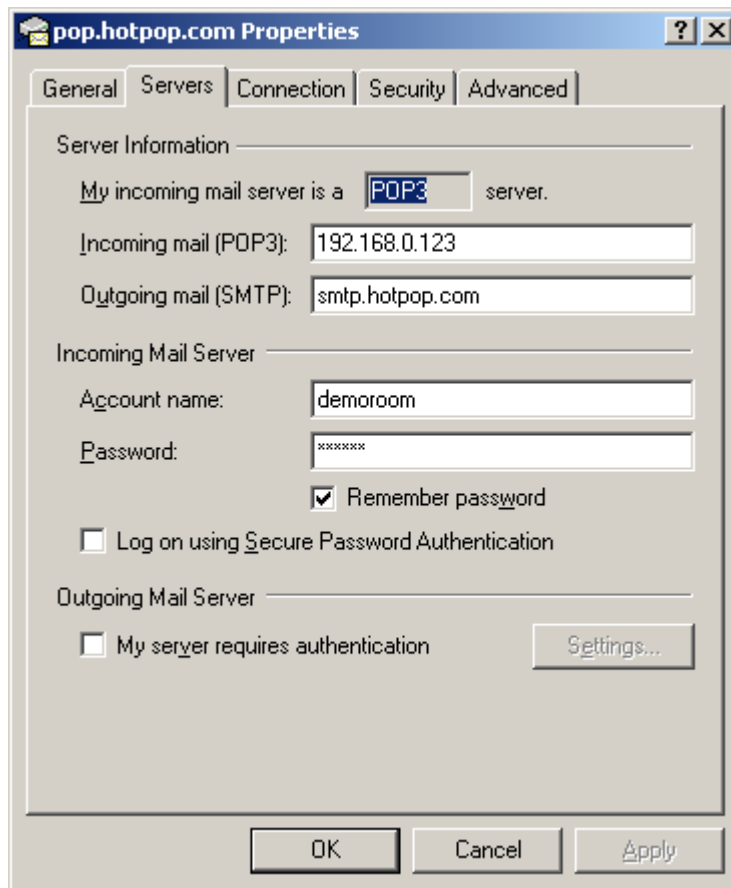 pop.hotpop.com Properties
General Servers Connection Security Advanced
Server Information
My incoming mail server is a POP3 server.
Incoming mail (POP3): 192.168.0.123
Outgoing mail (SMTP): smtp.hotpop.com
Incoming Mail Server
Account name: demoroom
Password: ******
Remember password
Log on using Secure Password Authentication
Outgoing Mail Server
My server requires authentication Settings...
OK Cancel Apply